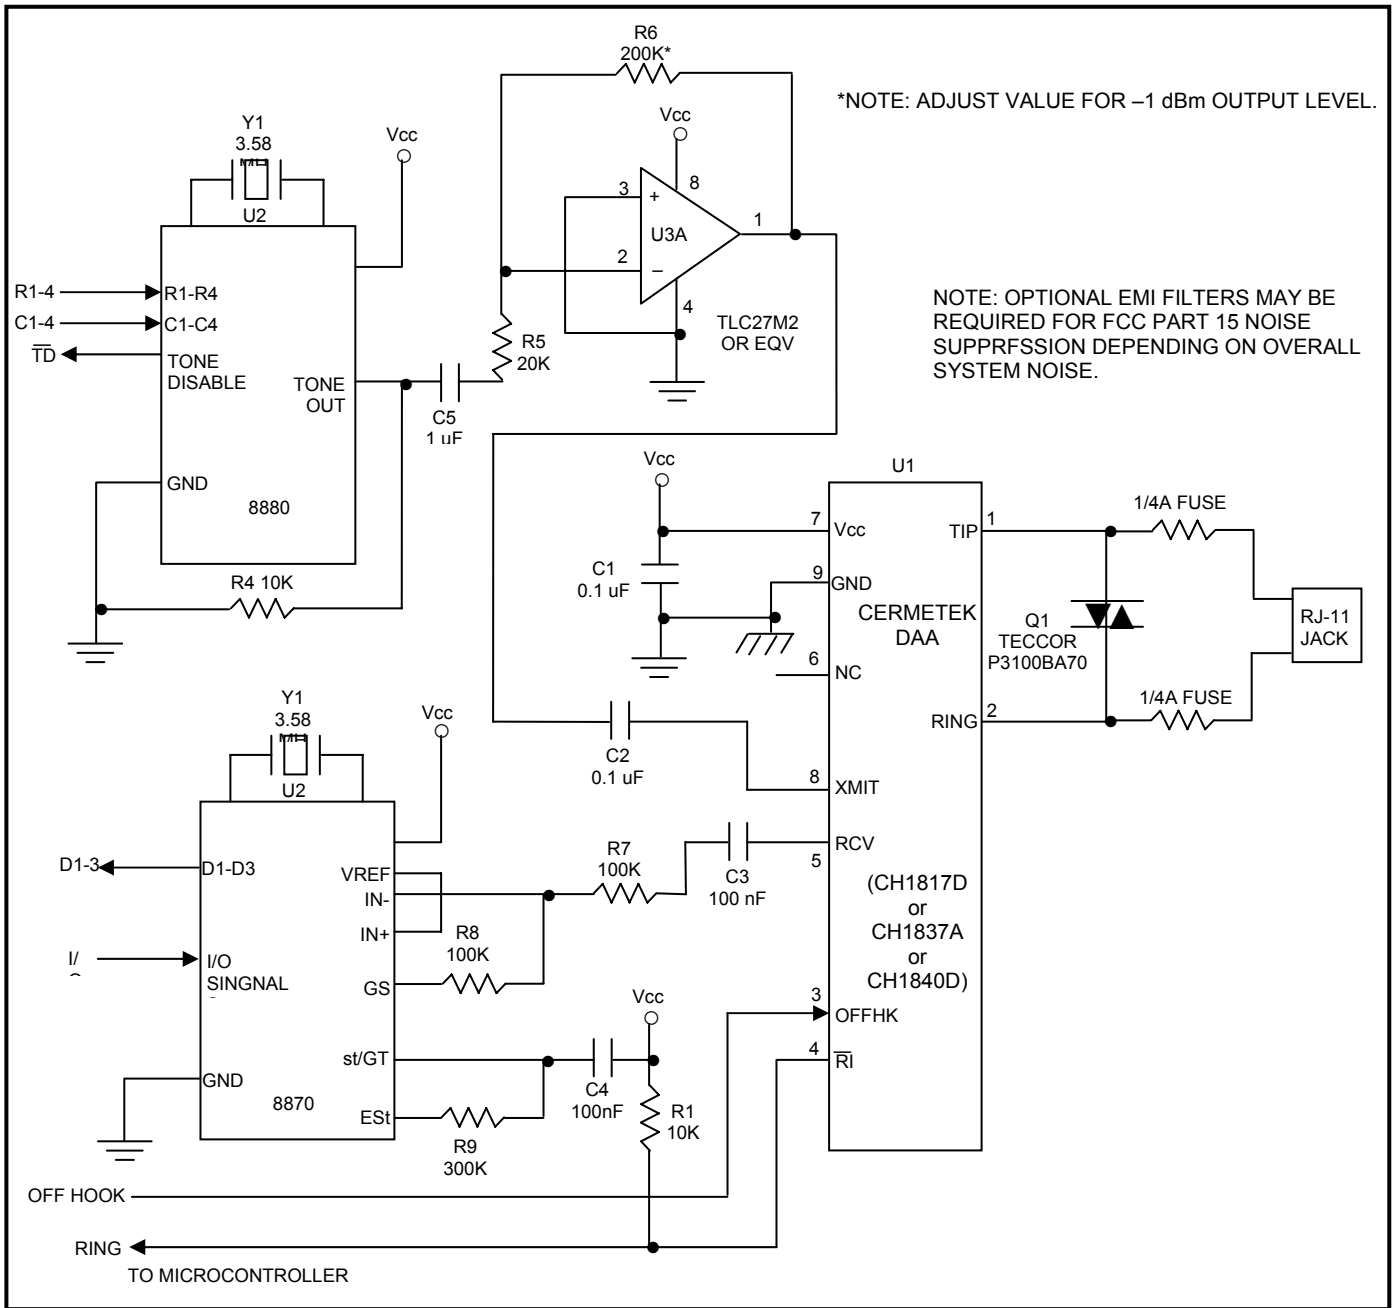 R6
200K*
*NOTE: ADJUST VALUE FOR –1 dBm OUTPUT LEVEL.
Vcc
Y1
3.58
Vcc
U2
3
+
8
U3A
1
2
–
4
TLC27M2
OR EQV
R1-4
R1-R4
C1-4
C1-C4
TD
TONE
DISABLE
TONE
OUT
R5
20K
C5
1 uF
NOTE: OPTIONAL EMI FILTERS MAY BE
REQUIRED FOR FCC PART 15 NOISE
SUPPRFSSION DEPENDING ON OVERALL
SYSTEM NOISE.
GND
8880
R4 10K
Vcc
U1
7
Vcc
TIP
1
1/4A FUSE
C1
0.1 uF
9
GND
CERMETEK
DAA
Q1
TECCOR
P3100BA70
RJ-11
JACK
6
NC
RING
2
1/4A FUSE
Y1
3.58
Vcc
U2
C2
0.1 uF
8
XMIT
D1-3
D1-D3
VREF
IN-
IN+
R7
100K
C3
100 nF
RCV
5
(CH1817D
or
CH1837A
or
CH1840D)
R8
100K
I/
I/O
SINGNAL
GS
Vcc
3
OFFHK
st/GT
4
RI
GND
8870
C4
100nF
R1
10K
ESt
R9
300K
OFF HOOK
RING
TO MICROCONTROLLER